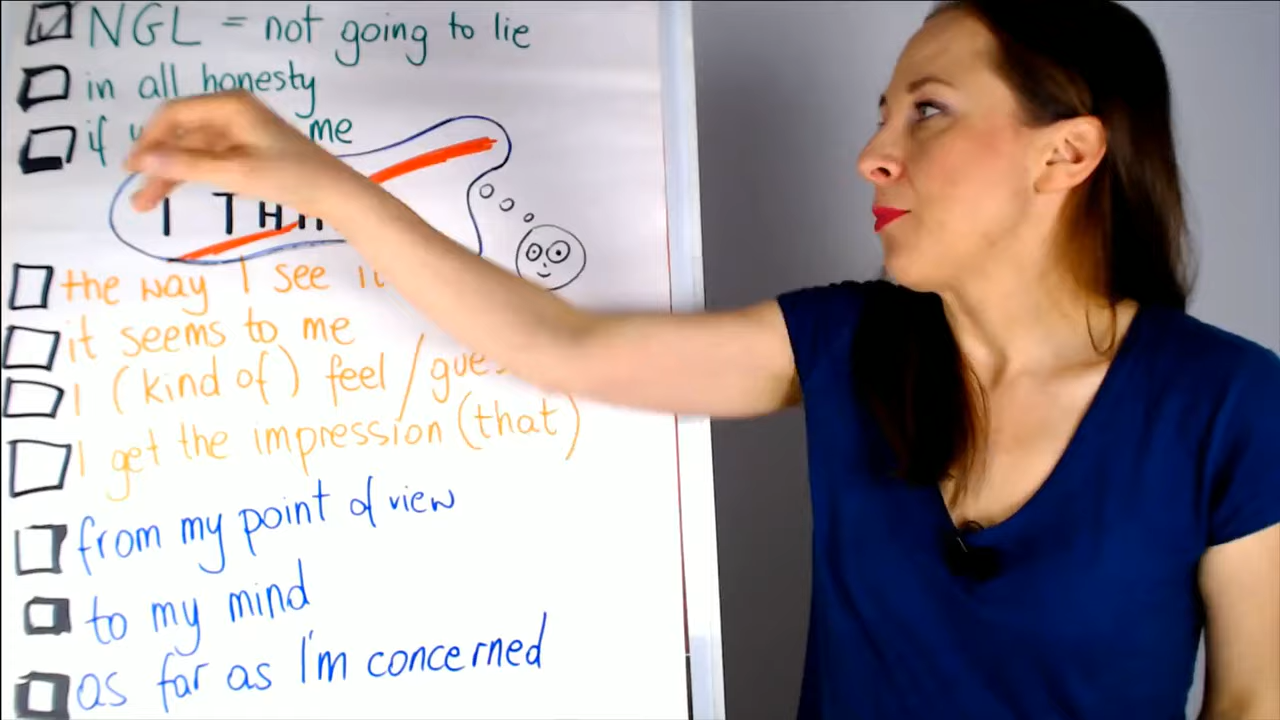 NGL = not going to lie
in all honesty
if me
I
the way I see
it seems to me
I (kind of) feel /
I get the impression (that)
from my point of view
to my mind
as far as I'm concerned